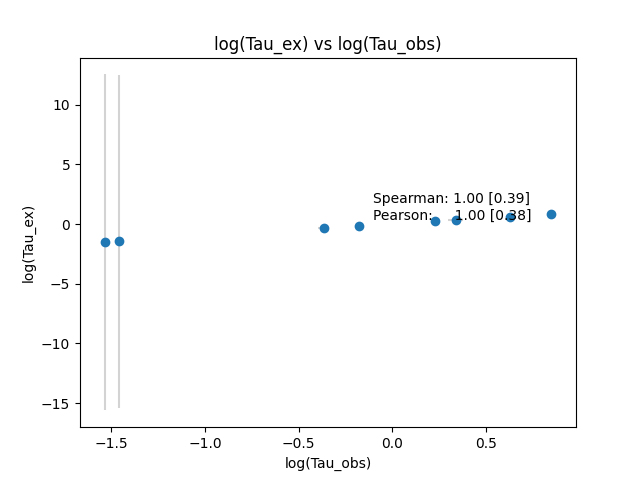 log(Tau_ex) vs log(Tau_obs)
10
5
0
−5
−10
−15
log(Tau_ex)
Spearman: 1.00 [0.39]
Pearson: 1.00 [0.38]
−1.5 −1.0 −0.5 0.0 0.5
log(Tau_obs)